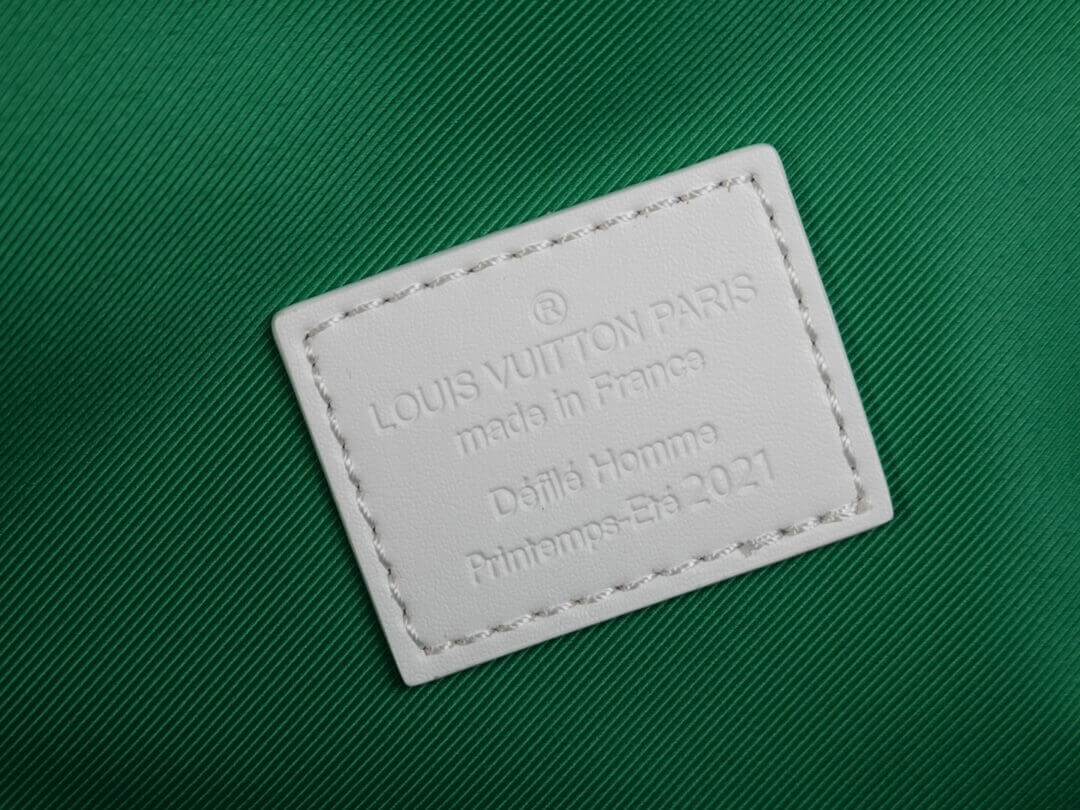 ®
LOUIS VUITTON PARIS
made in France
Défilé Homme
Printemps-Eté 2021